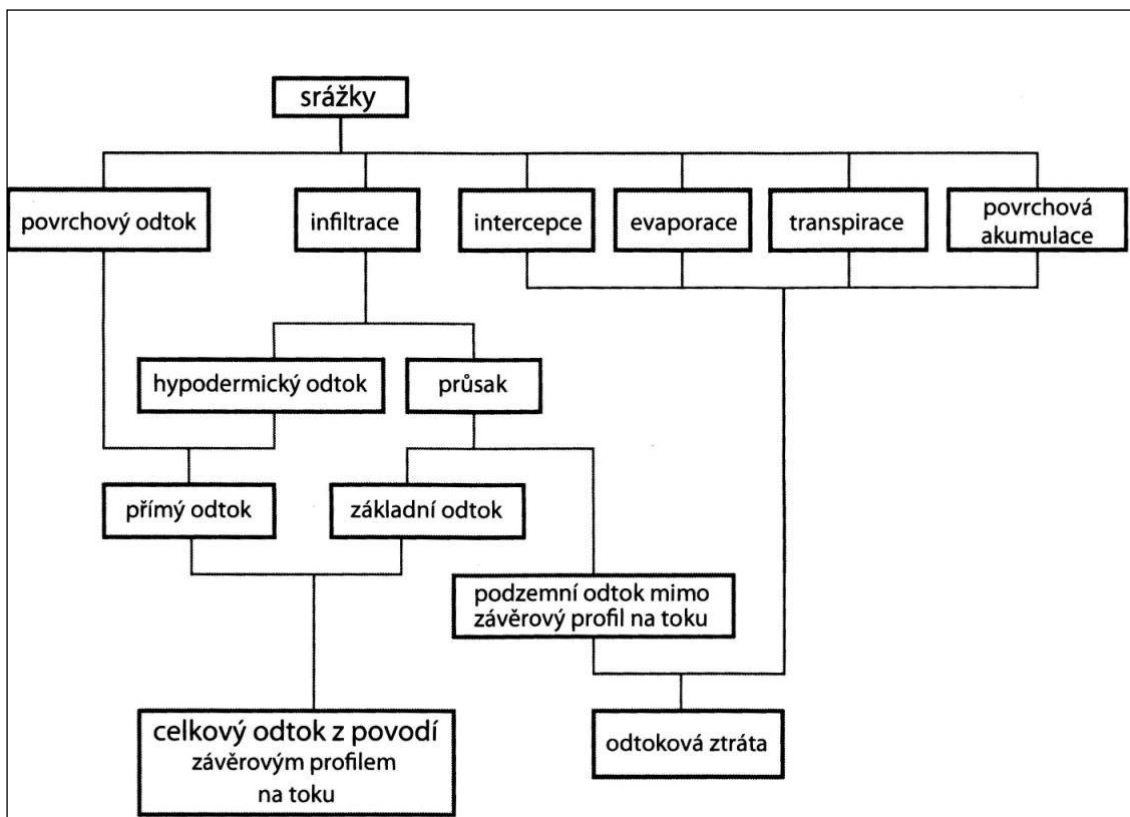 srážky
povrchový odtok
infiltrace
intercepce
evaporace
transpirace
povrchová
akumulace
hypodermický odtok
průsak
přímý odtok
základní odtok
podzemní odtok mimo
závěrový profil na toku
celkový odtok z povodí
závěrovým profilem
na toku
odtoková ztráta